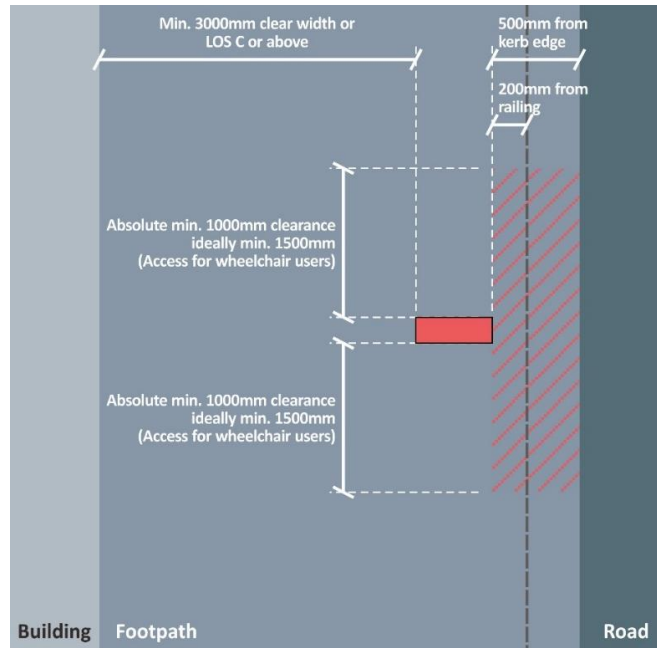 Min. 3000mm clear width or
LOS C or above
500mm from
kerb edge
200mm from
railing
Absolute min. 1000mm clearance
ideally min. 1500mm
(Access for wheelchair users)
Absolute min. 1000mm clearance
ideally min. 1500mm
(Access for wheelchair users)
Building
Footpath
Road